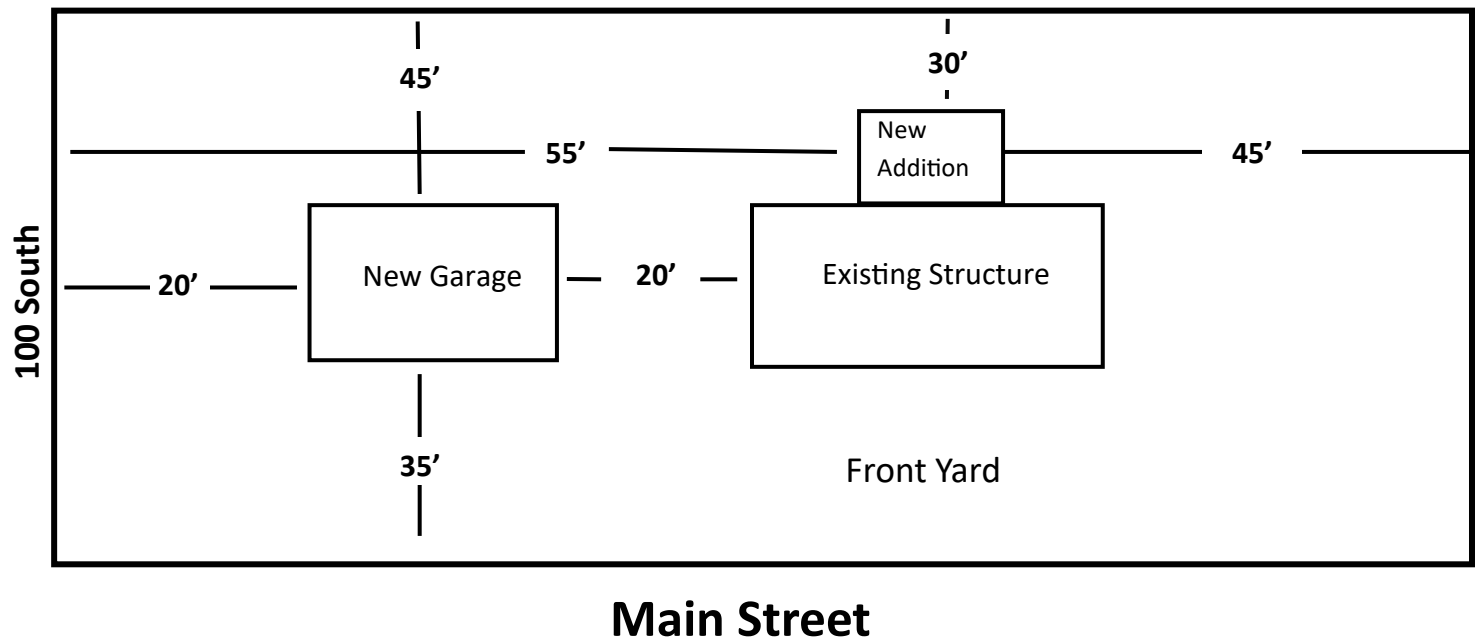 45’
30’
New
Addition
55’
45’
100 South
20’
New Garage
20’
Existing Structure
35’
Front Yard
Main Street